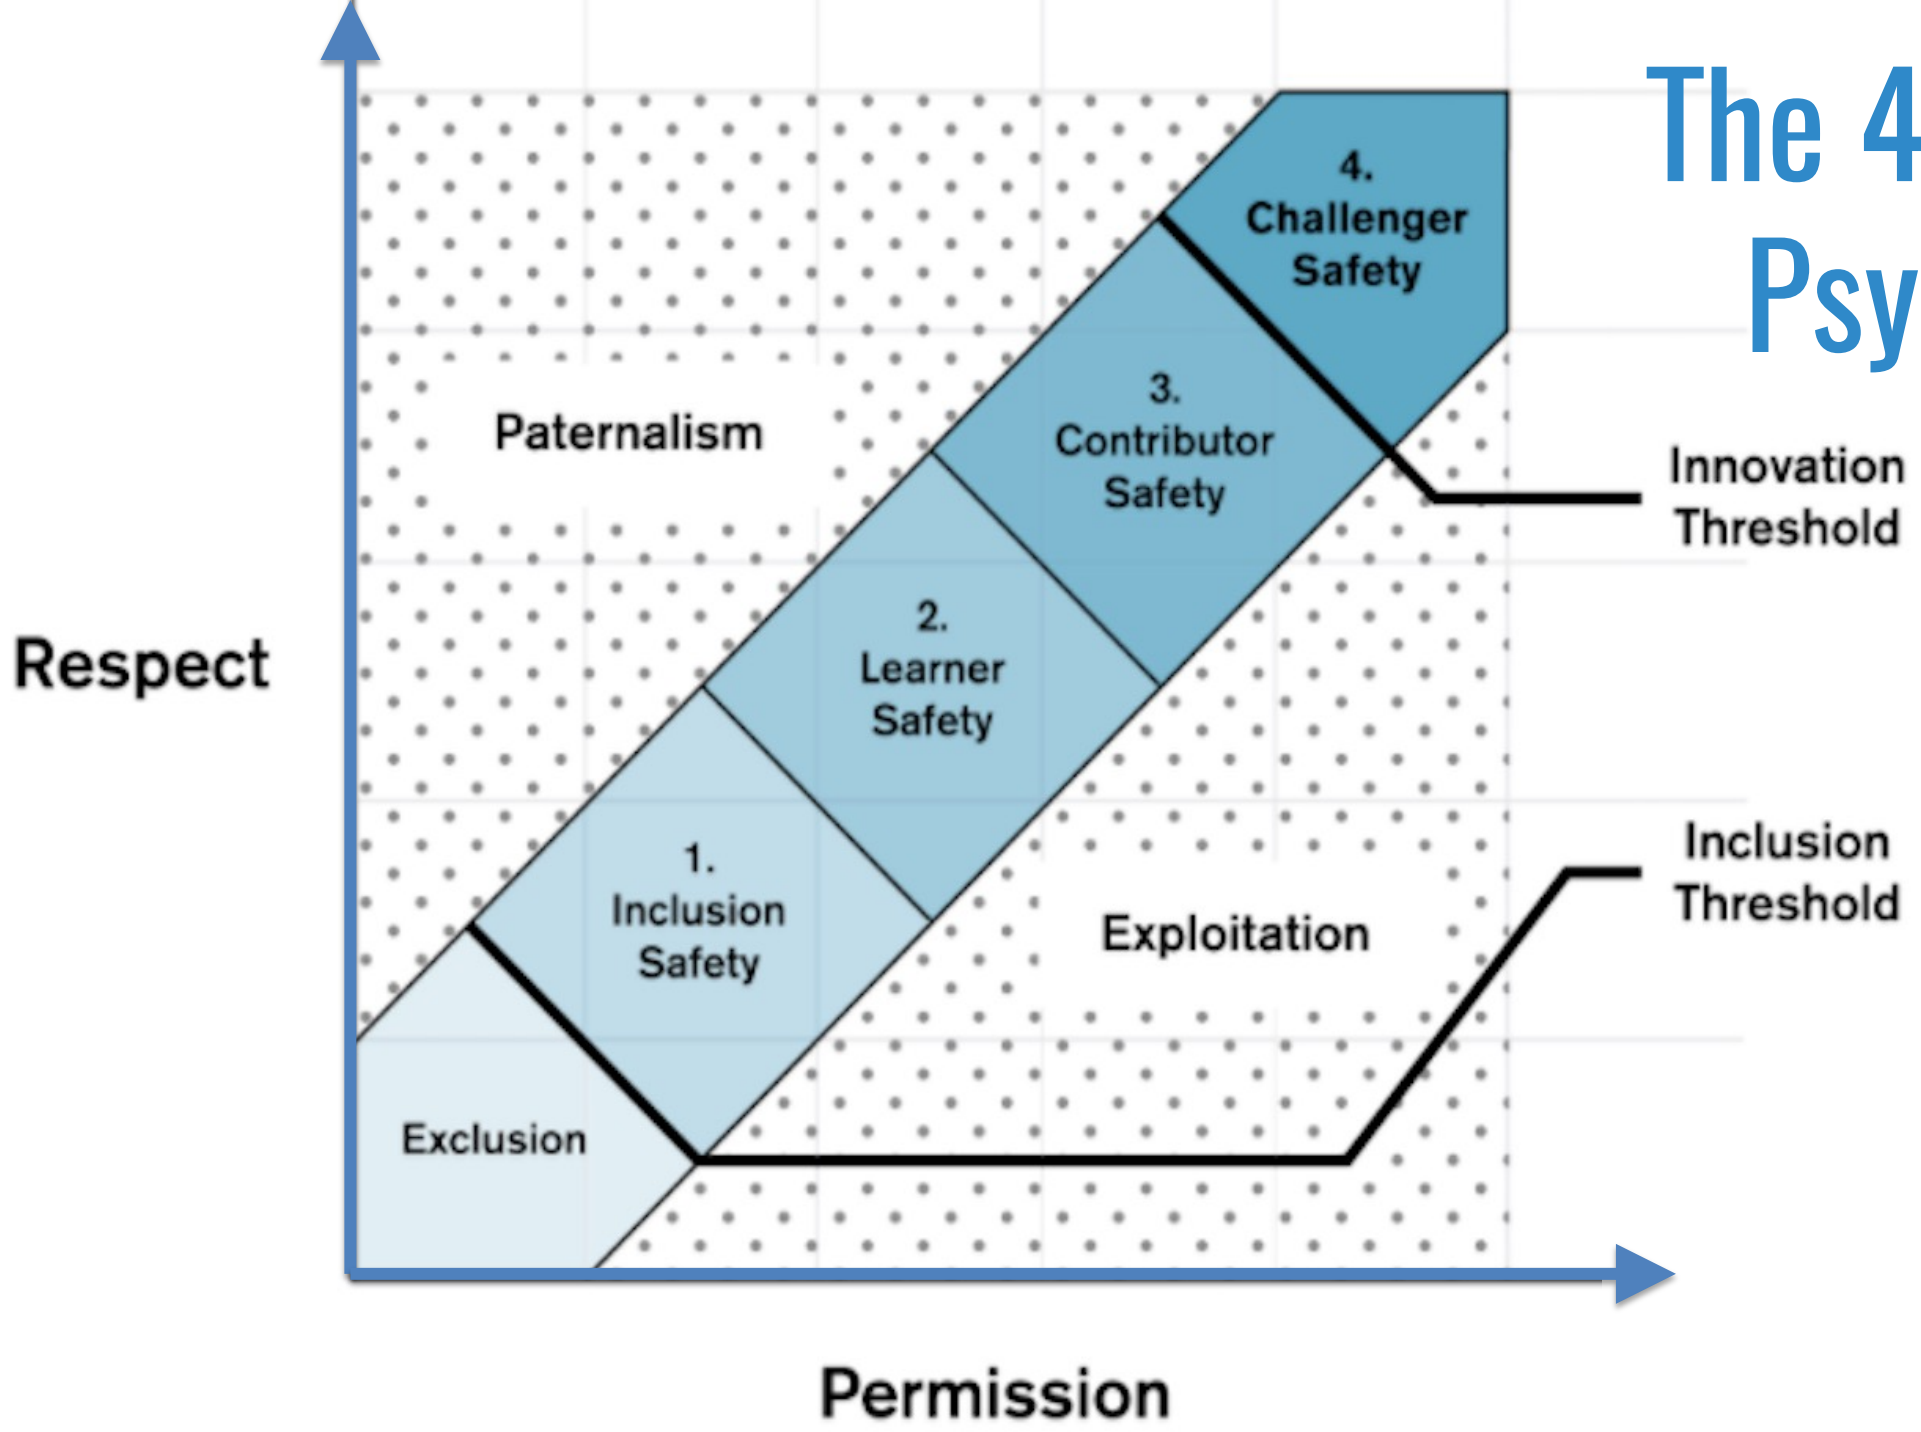 The 4
Psy
4.
Challenger
Safety
3.
Contributor
Safety
Paternalism
Innovation
Threshold
2.
Learner
Safety
Respect
1.
Inclusion
Safety
Inclusion
Threshold
Exploitation
Exclusion
Permission